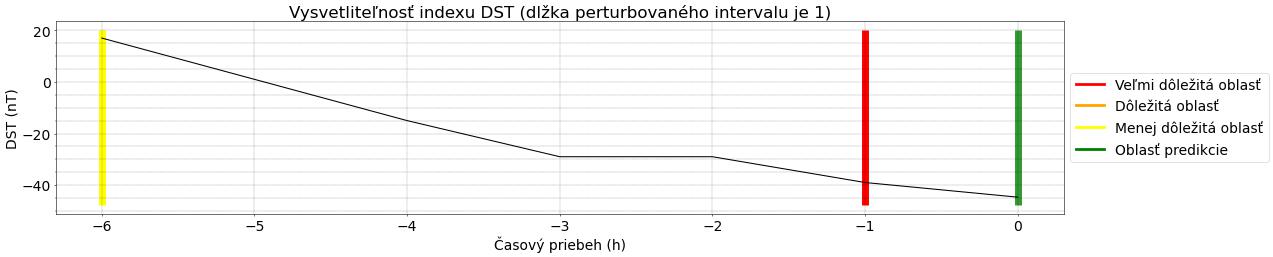 Vysvetliteľnosť indexu DST (dlžka perturbovaného intervalu je 1)
20
0
−20
−40
DST (nT)
−6 −5 −4 −3 −2 −1 0
Časový priebeh (h)
Veľmi dôležitá oblasť
Dôležitá oblasť
Menej dôležitá oblasť
Oblasť predikcie